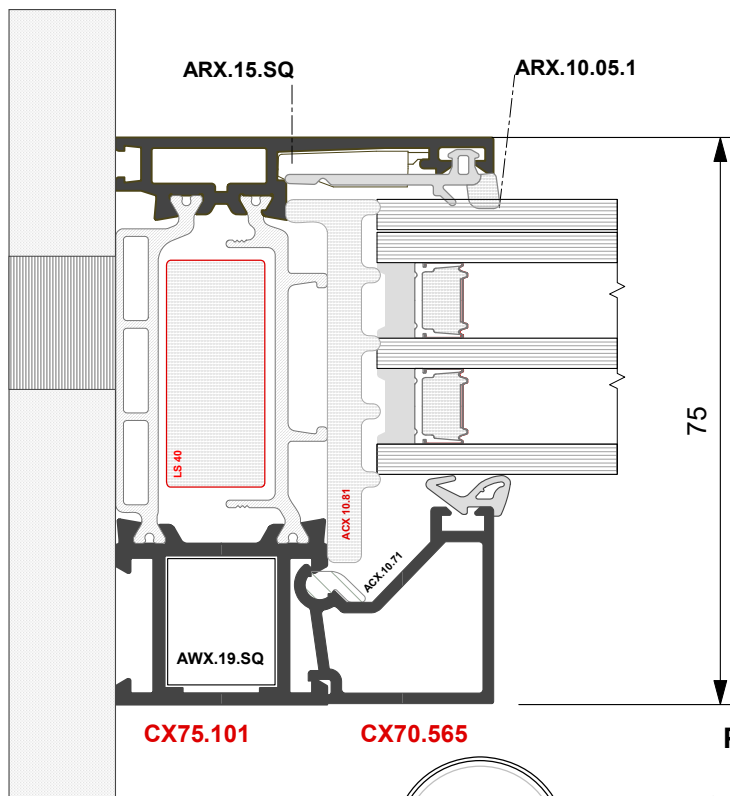 ARX.15.SQ
ARX.10.05.1
75
LS 40
ACX 10.81
ACX.10.71
AWX.19.SQ
CX75.101
CX70.565